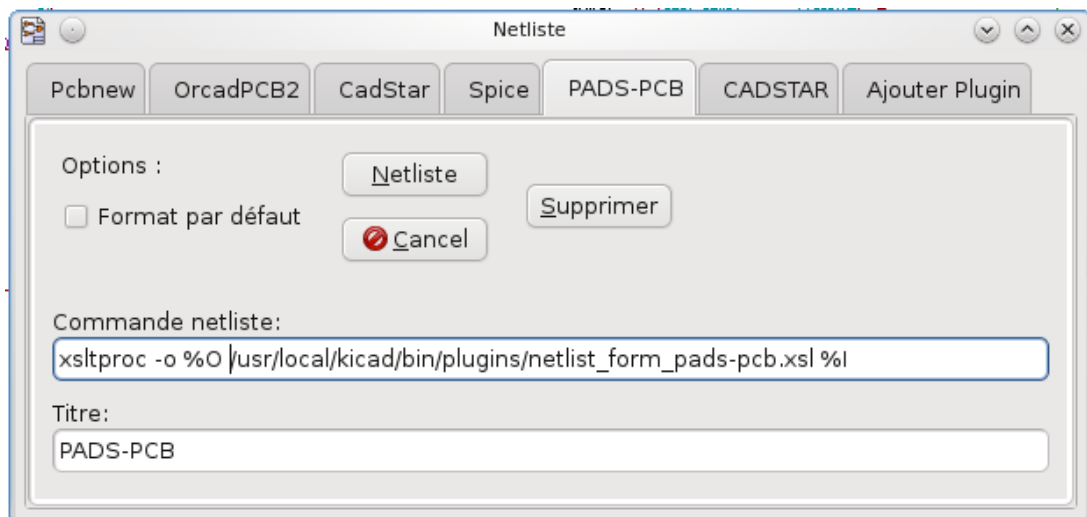 Netliste
Pcbnew OrcadPCB2 CadStar Spice PADS-PCB CADSTAR Ajouter Plugin
Options :
Netliste
Format par défaut
Supprimer
Cancel
Commande netliste:
xsltproc -o %O /usr/local/kicad/bin/plugins/netlist_form_pads-pcb.xsl %I
Titre:
PADS-PCB